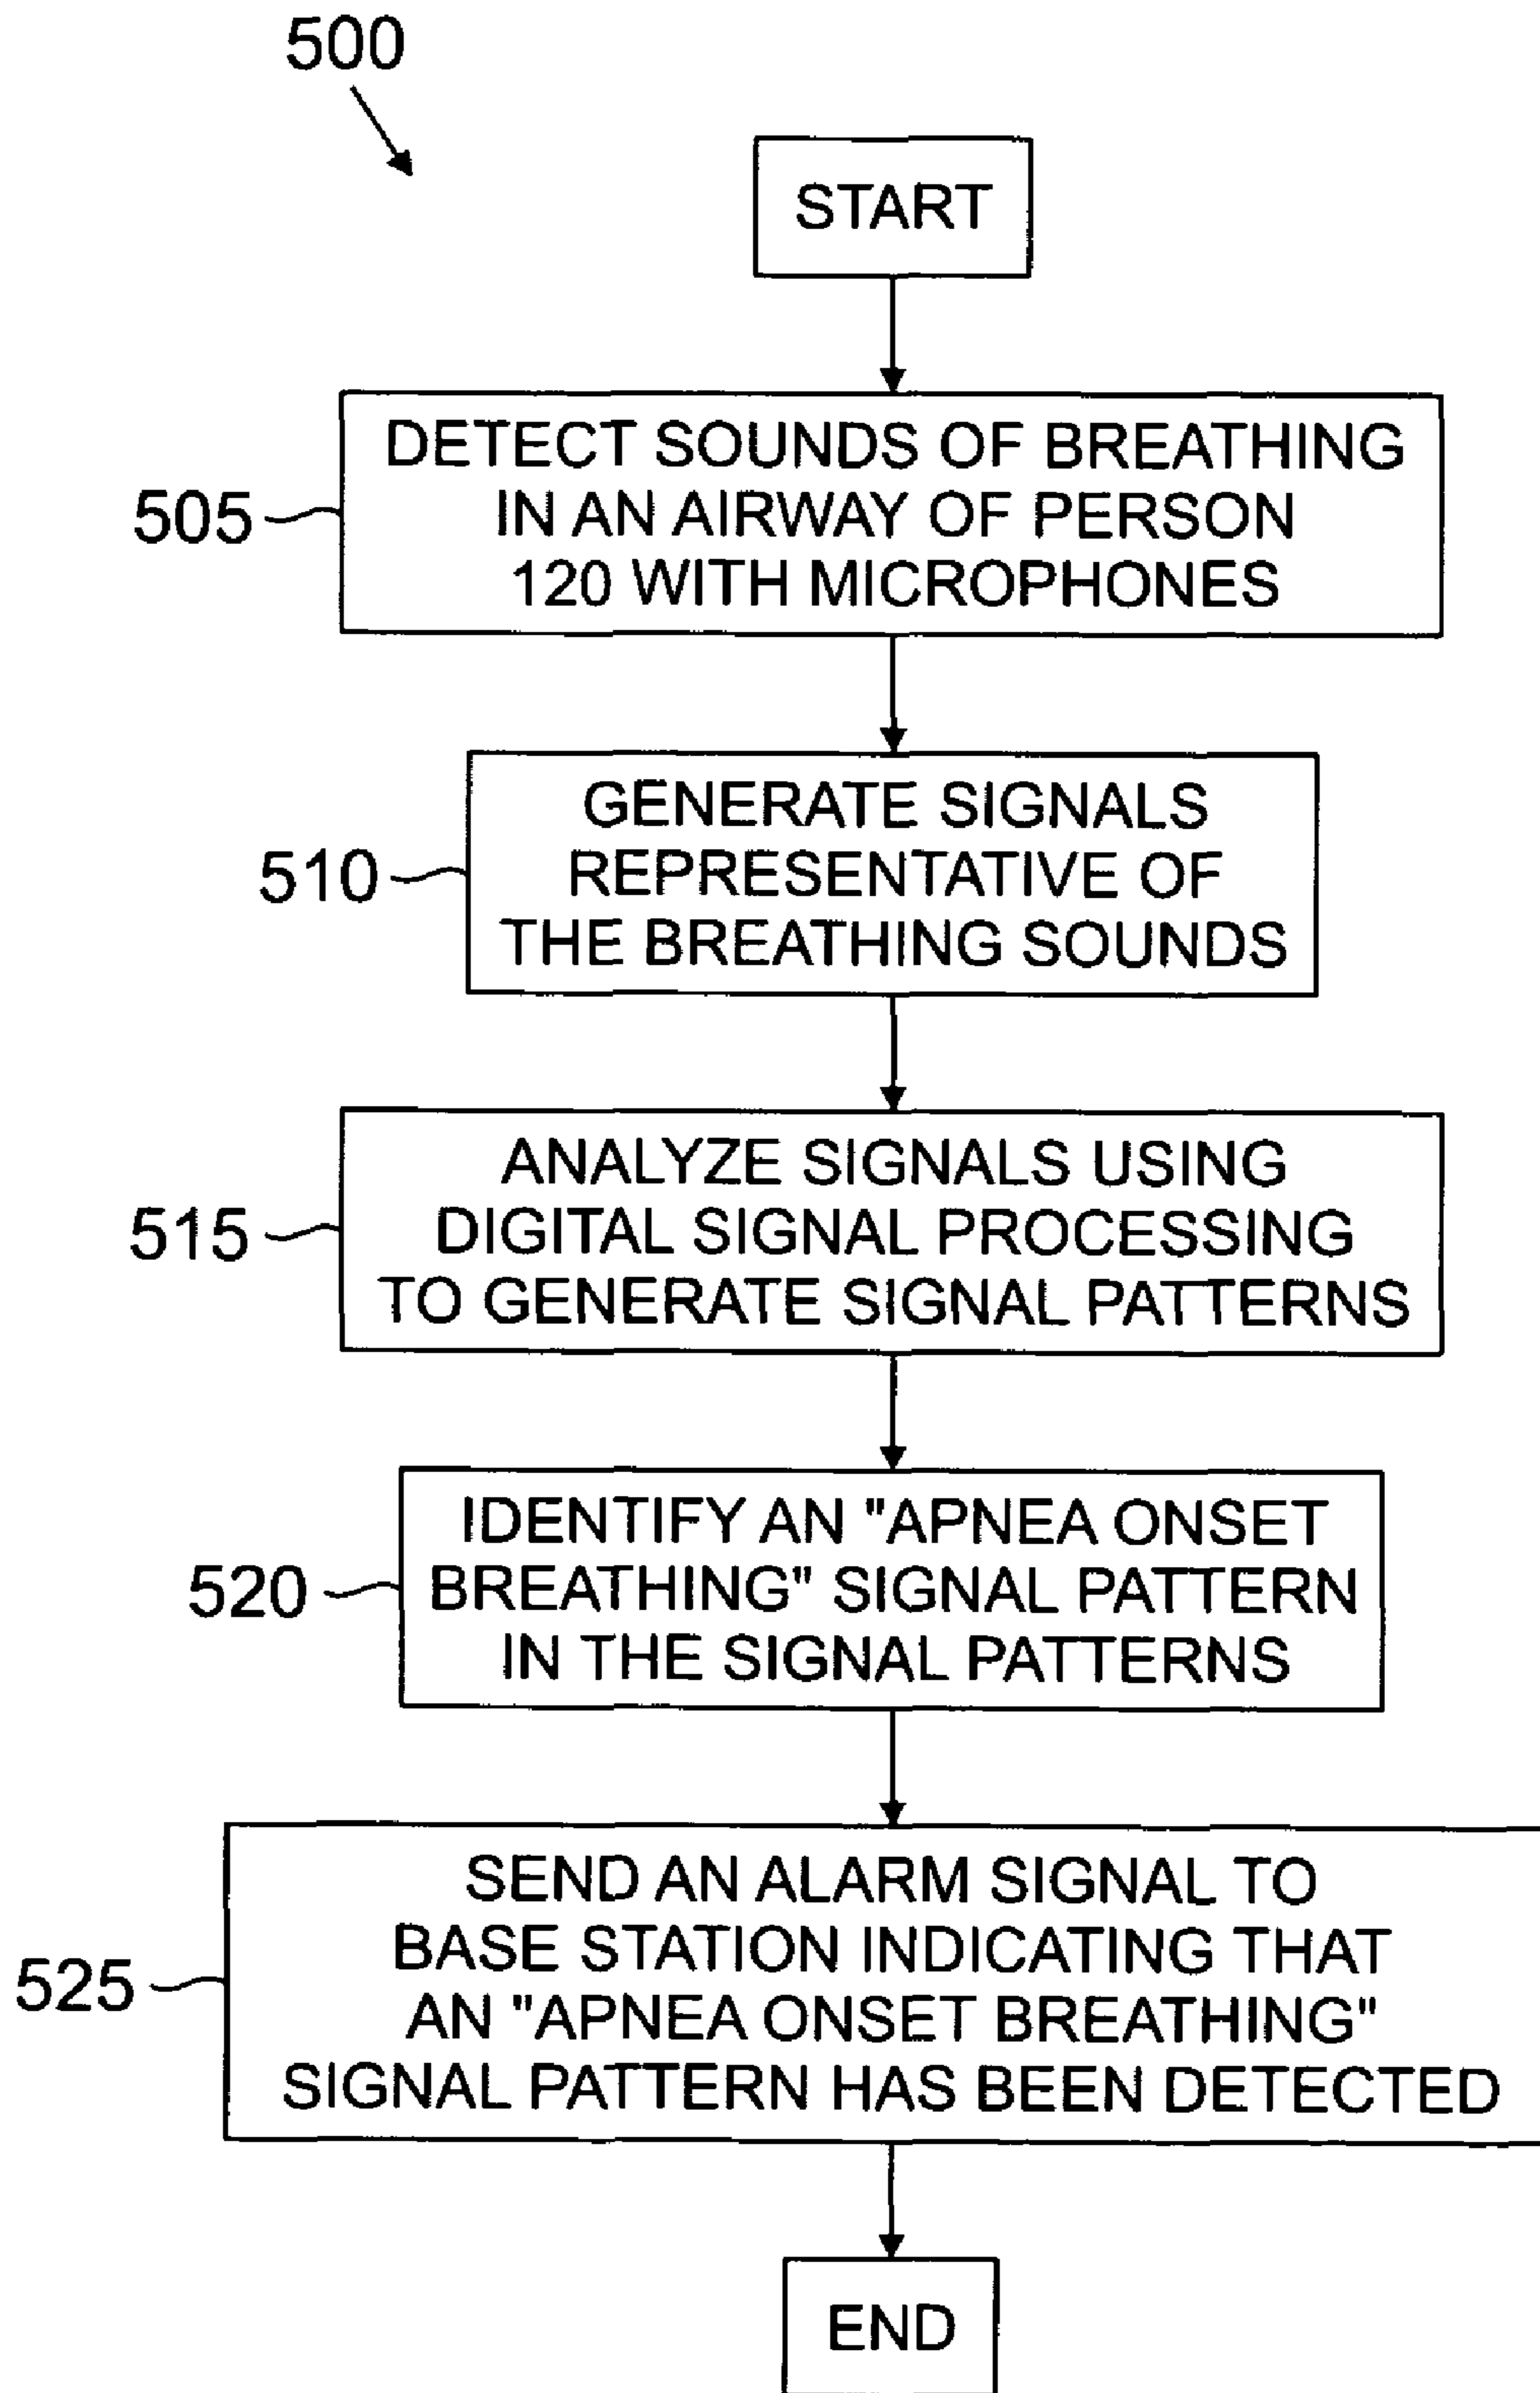 500
START
505
DETECT SOUNDS OF BREATHING
IN AN AIRWAY OF PERSON
120 WITH MICROPHONES
510
GENERATE SIGNALS
REPRESENTATIVE OF
THE BREATHING SOUNDS
515
ANALYZE SIGNALS USING
DIGITAL SIGNAL PROCESSING
TO GENERATE SIGNAL PATTERNS
520
IDENTIFY AN "APNEA ONSET
BREATHING" SIGNAL PATTERN
IN THE SIGNAL PATTERNS
525
SEND AN ALARM SIGNAL TO
BASE STATION INDICATING THAT
AN "APNEA ONSET BREATHING"
SIGNAL PATTERN HAS BEEN DETECTED
END